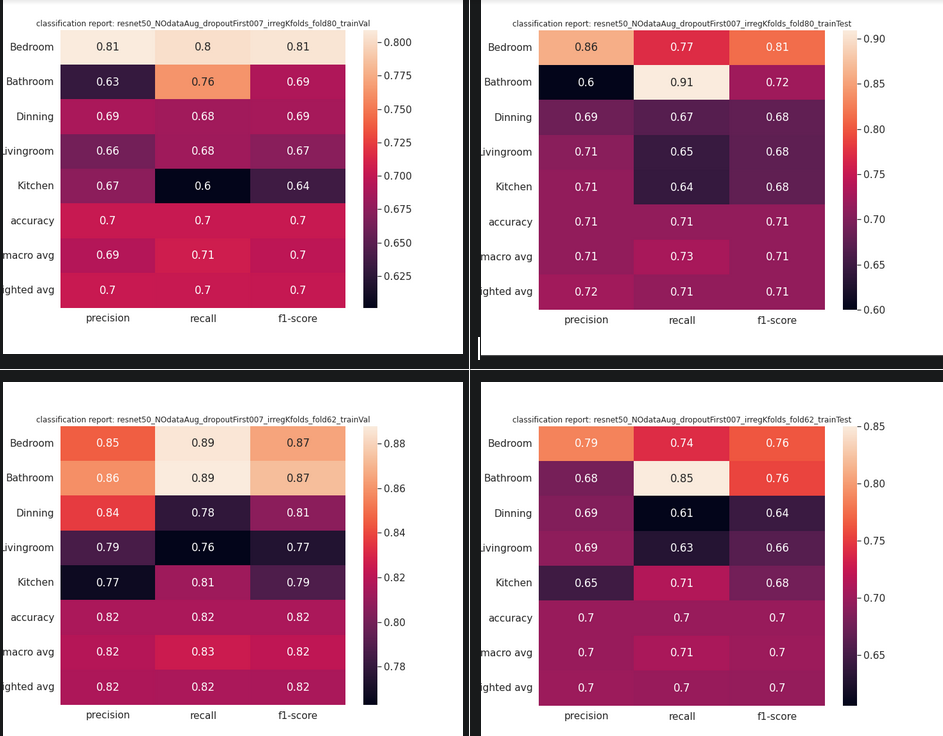 classification report: resnet50_NOdataAug_dropoutFirst007_irregKfolds_fold80_trainVal
Bedroom 0.81 0.8 0.81
Bathroom 0.63 0.76 0.69
Dinning 0.69 0.68 0.69
ivingroom 0.66 0.68 0.67
Kitchen 0.67 0.6 0.64
accuracy 0.7 0.7 0.7
macro avg 0.69 0.71 0.7
ighted avg 0.7 0.7 0.7
precision recall f1-score
0.800
0.775
0.750
0.725
0.700
0.675
0.650
0.625
classification report: resnet50_NOdataAug_dropoutFirst007_irregKfolds_fold80_trainTest
Bedroom 0.86 0.77 0.81
Bathroom 0.6 0.91 0.72
Dinning 0.69 0.67 0.68
ivingroom 0.71 0.65 0.68
Kitchen 0.71 0.64 0.68
accuracy 0.71 0.71 0.71
macro avg 0.71 0.73 0.71
ighted avg 0.72 0.71 0.71
precision recall f1-score
0.90
0.85
0.80
0.75
0.70
0.65
0.60
classification report: resnet50_NOdataAug_dropoutFirst007_irregKfolds_fold62_trainVal
Bedroom 0.85 0.89 0.87
Bathroom 0.86 0.89 0.87
Dinning 0.84 0.78 0.81
ivingroom 0.79 0.76 0.77
Kitchen 0.77 0.81 0.79
accuracy 0.82 0.82 0.82
macro avg 0.82 0.83 0.82
ighted avg 0.82 0.82 0.82
precision recall f1-score
0.88
0.86
0.84
0.82
0.80
0.78
classification report: resnet50_NOdataAug_dropoutFirst007_irregKfolds_fold62_trainTest
Bedroom 0.79 0.74 0.76
Bathroom 0.68 0.85 0.76
Dinning 0.69 0.61 0.64
ivingroom 0.69 0.63 0.66
Kitchen 0.65 0.71 0.68
accuracy 0.7 0.7 0.7
macro avg 0.7 0.71 0.7
ighted avg 0.7 0.7 0.7
precision recall f1-score
0.85
0.80
0.75
0.70
0.65